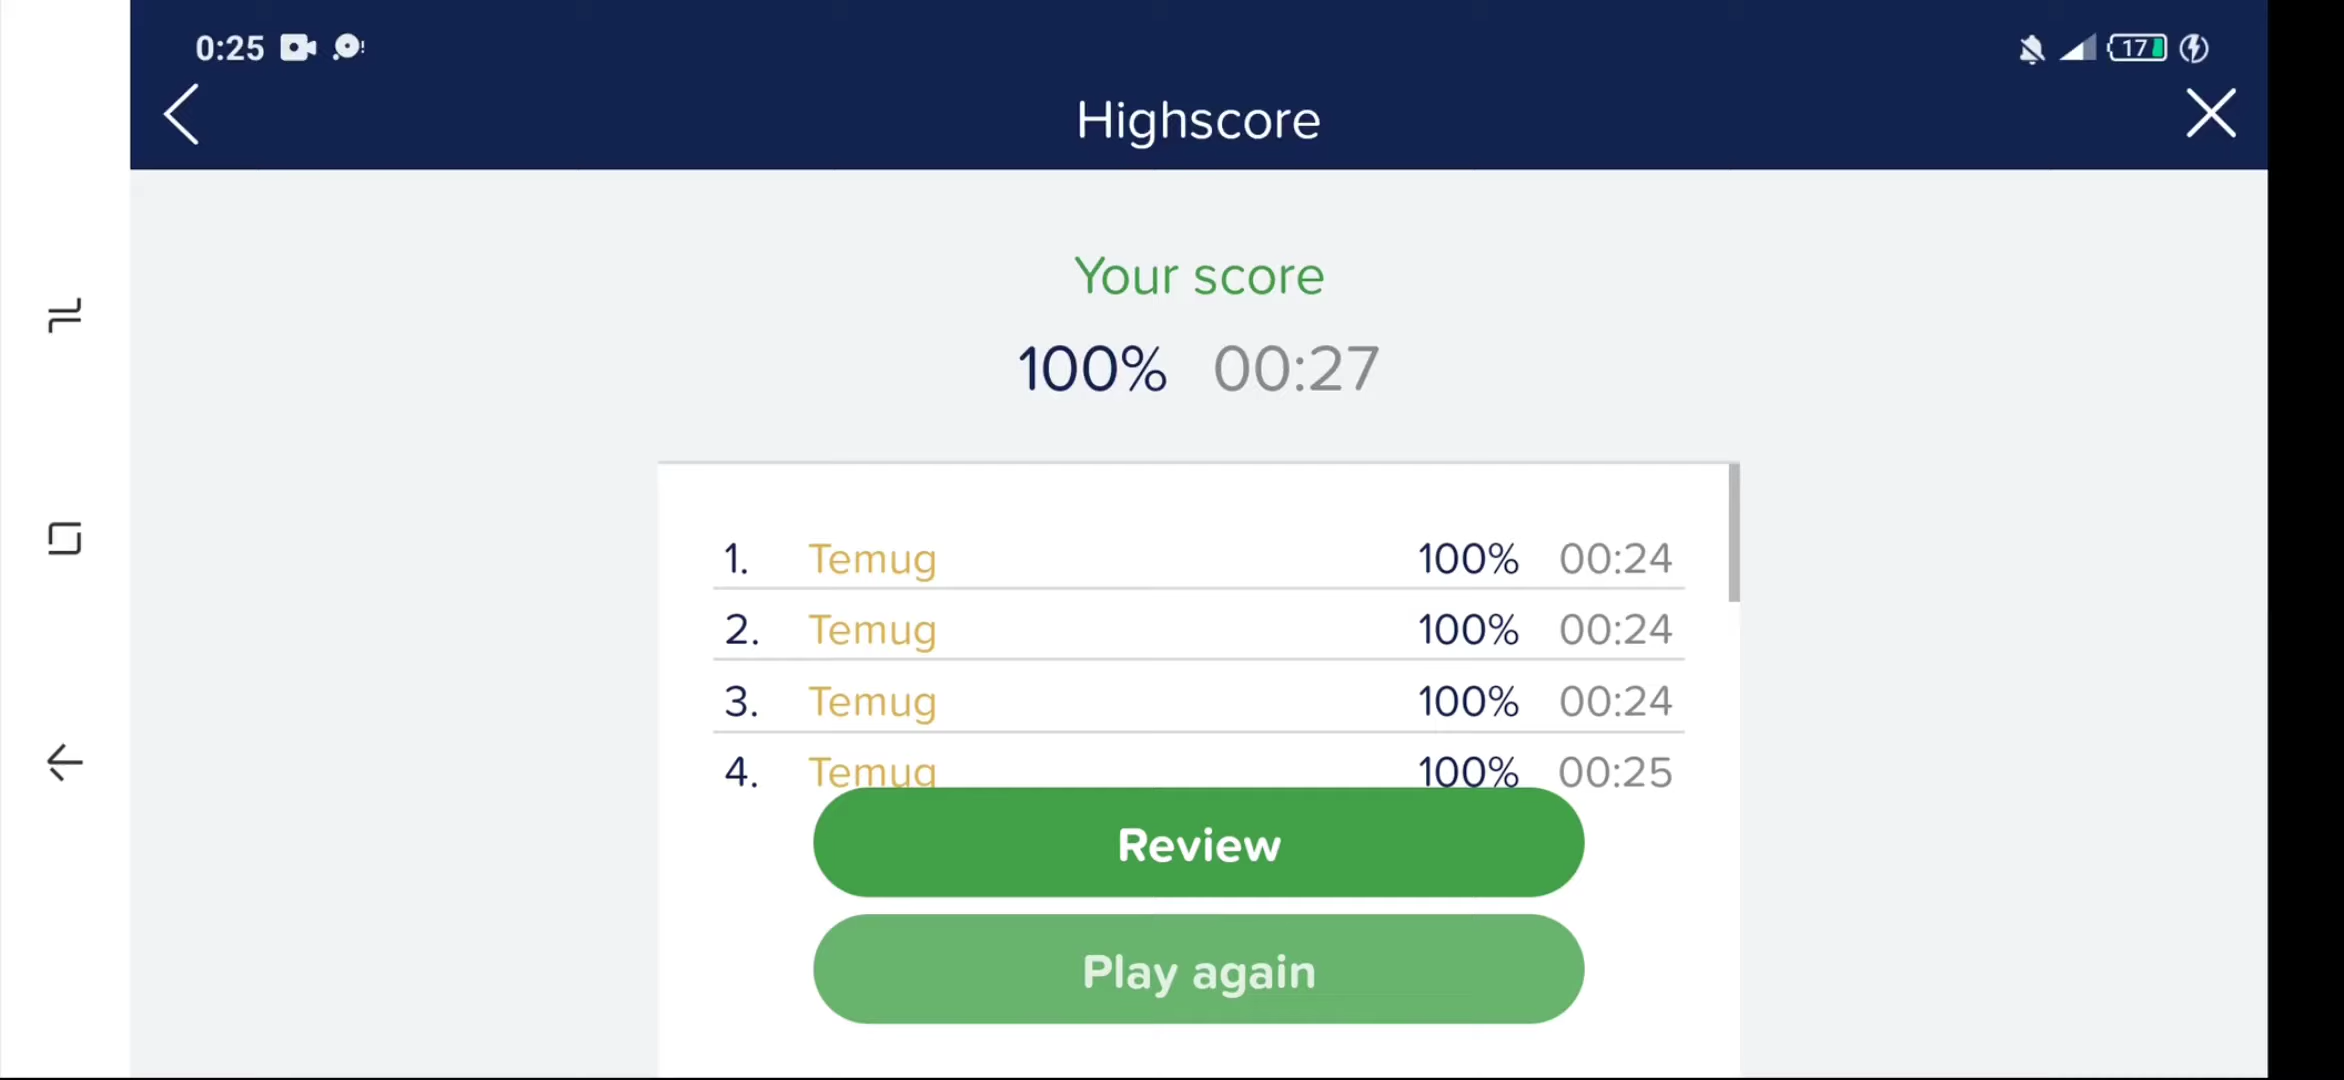 0:25
17
Highscore
Your score
100% 00:27
1. Temug 100% 00:24
2. Temug 100% 00:24
3. Temug 100% 00:24
4. Temug 100% 00:25
Review
Play again